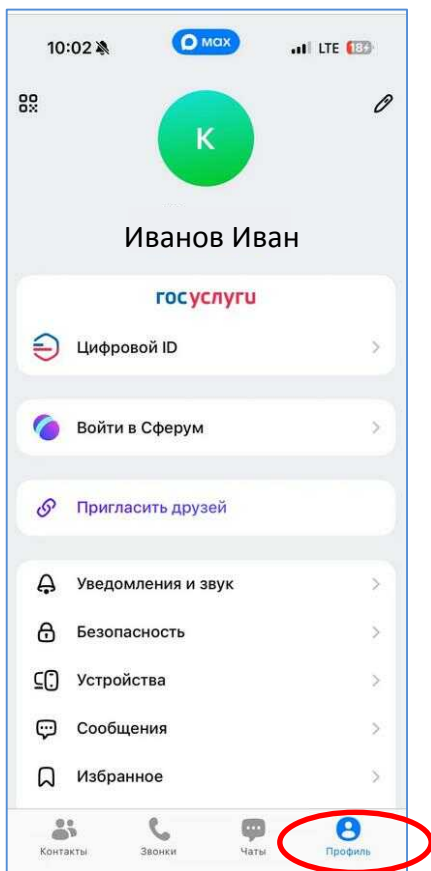 10:02 max LTE 18
К
Иванов Иван
госуслуги
Цифровой ID
Войти в Сферум
Пригласить друзей
Уведомления и звук
Безопасность
Устройства
Сообщения
Избранное
Контакты Звонки Чаты Профиль